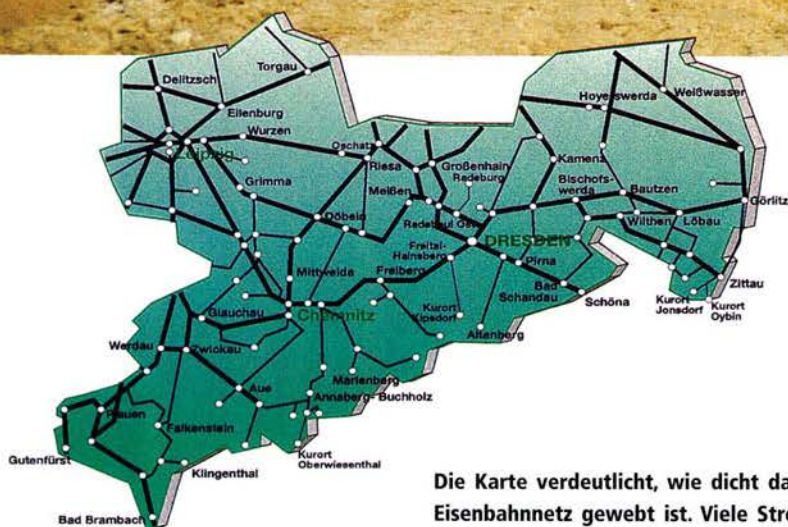 Torgau
Delitzsch
Eilenburg
Hoyerswerda
Weißwasser
Wurzen
Leipzig
Oschatz
Riesa
Großenhain
Radeburg
Kamenz
Grimma
Meißen
Bischofs-
werda
Bautzen
Görlitz
Döbeln
Radebeul Ost
Wilthen
Löbau
DRESDEN
Freital-
Hainsberg
Pirna
Mittweida
Freiberg
Bad
Schandau
Zittau
Schöna
Kurort
Jonsdorf
Kurort
Oybin
Glauchau
Chemnitz
Kurort
Kipsdorf
Altenberg
Werdau
Zwickau
Marienberg
Aue
Annaberg-Buchholz
Plauen
Falkenstein
Gutenfürst
Klingenthal
Kurort
Oberwiesenthal
Bad Brambach
Die Karte verdeutlicht, wie dicht da
Eisenbahnnetz gewebt ist. Viele Stre